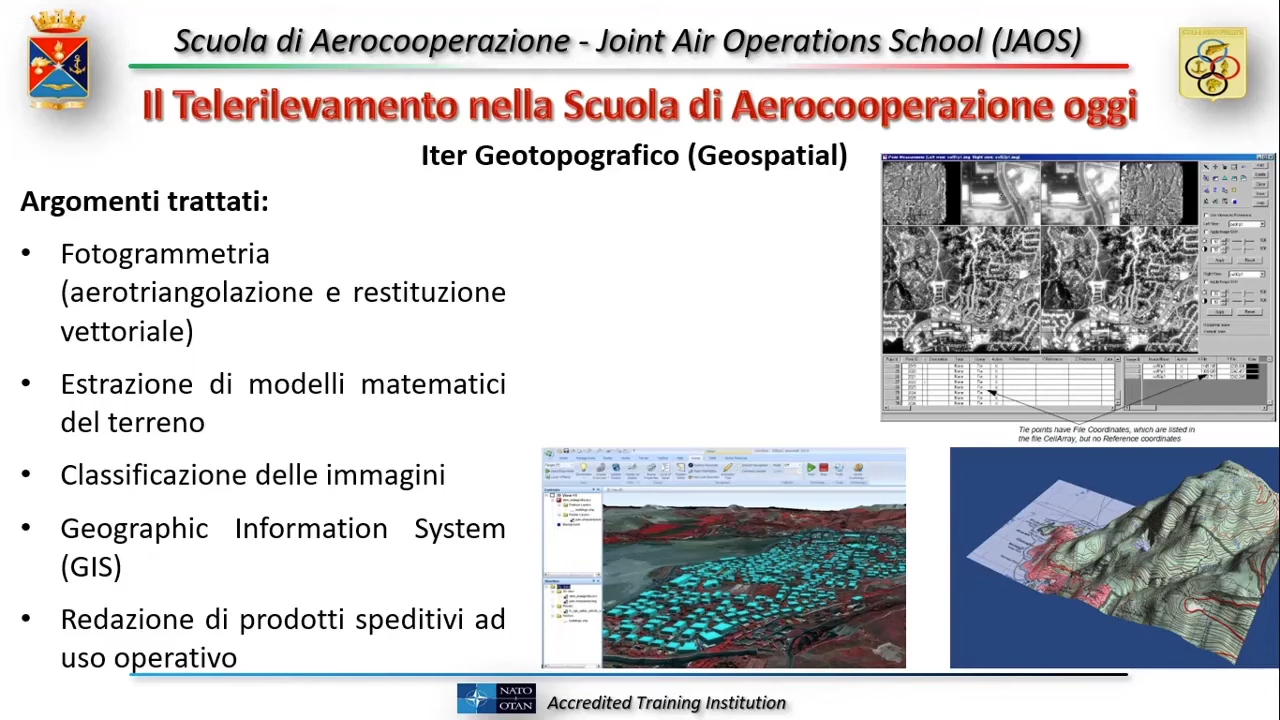 Scuola di Aerocooperazione - Joint Air Operations School (JAOS)
Il Telerilevamento nella Scuola di Aerocooperazione oggi
Iter Geotopografico (Geospatial)
Argomenti trattati:
• Fotogrammetria
(aerotriangolazione e restituzione
vettoriale)
• Estrazione di modelli matematici
del terreno
• Classificazione delle immagini
• Geographic Information System
(GIS)
• Redazione di prodotti speditivi ad
uso operativo
Tie points have File Coordinates, which are listed
in the file CellArray, but no Reference coordinates
NATO
OTAN
Accredited Training Institution